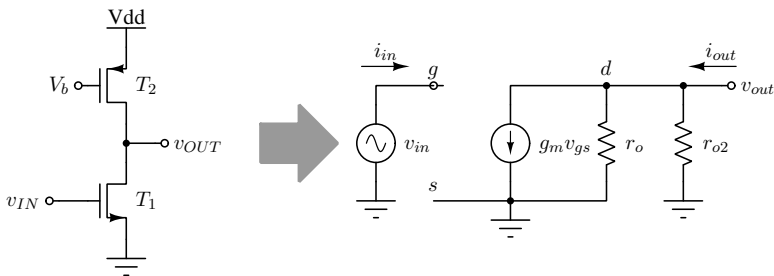 Vdd
V_b
T_2
v_OUT
v_IN
T_1
i_in
g
v_in
s
g_m v_gs
d
r_o
r_o2
i_out
v_out